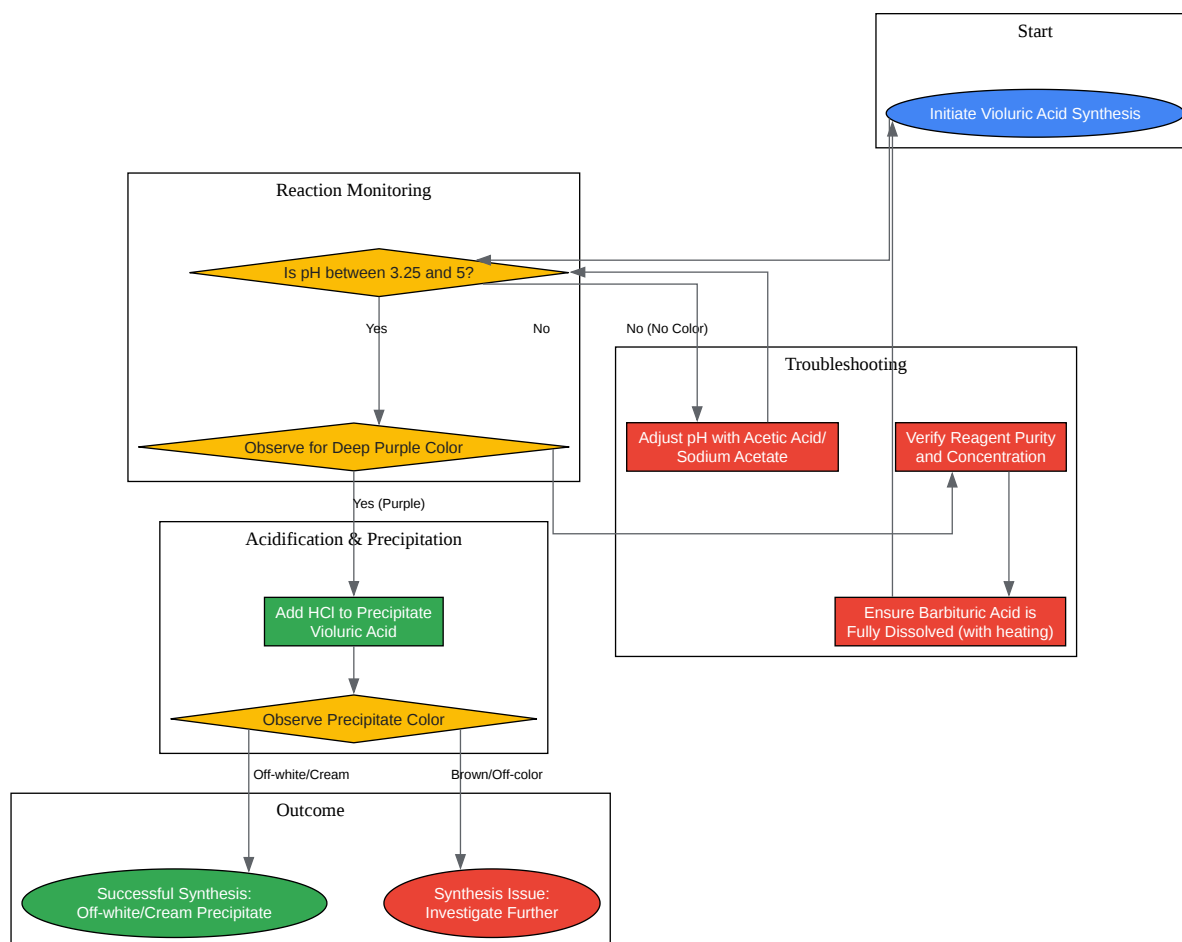 Start
Initiate Violuric Acid Synthesis
Reaction Monitoring
Is pH between 3.25 and 5?
Yes
No
No (No Color)
Troubleshooting
Observe for Deep Purple Color
Adjust pH with Acetic Acid/
Sodium Acetate
Verify Reagent Purity
and Concentration
Yes (Purple)
Acidification & Precipitation
Add HCl to Precipitate
Violuric Acid
Ensure Barbituric Acid is
Fully Dissolved (with heating)
Observe Precipitate Color
Off-white/Cream
Brown/Off-color
Outcome
Successful Synthesis:
Off-white/Cream Precipitate
Synthesis Issue:
Investigate Further